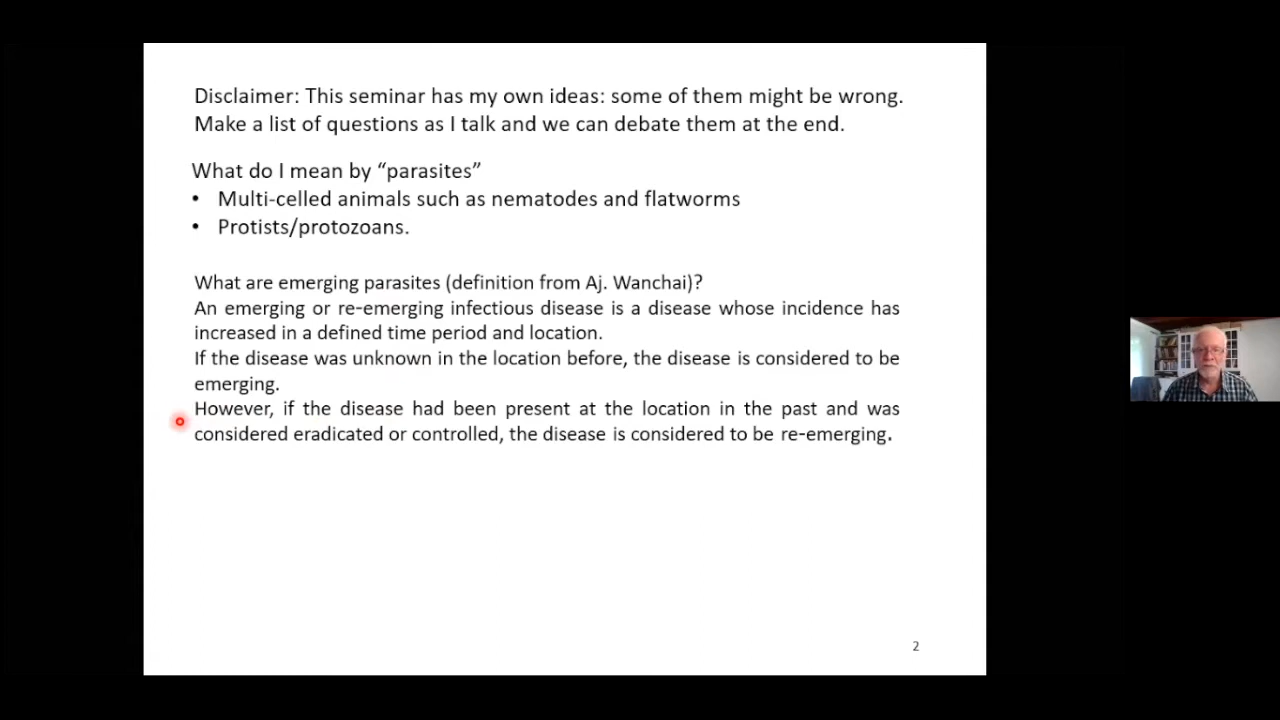 Disclaimer: This seminar has my own ideas: some of them might be wrong.
Make a list of questions as I talk and we can debate them at the end.
What do I mean by “parasites”
• Multi-celled animals such as nematodes and flatworms
• Protists/protozoans.
What are emerging parasites (definition from Aj. Wanchai)?
An emerging or re-emerging infectious disease is a disease whose incidence has
increased in a defined time period and location.
If the disease was unknown in the location before, the disease is considered to be
emerging.
However, if the disease had been present at the location in the past and was
considered eradicated or controlled, the disease is considered to be re-emerging.
2